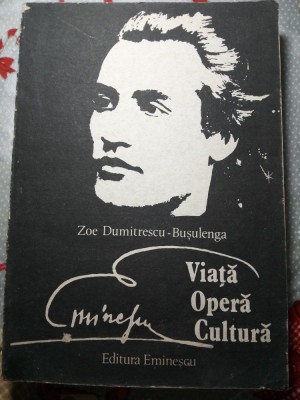 Zoe Dumitrescu-Bușulenga
Eminescu
Viață
Operă
Cultură
Editura Eminescu